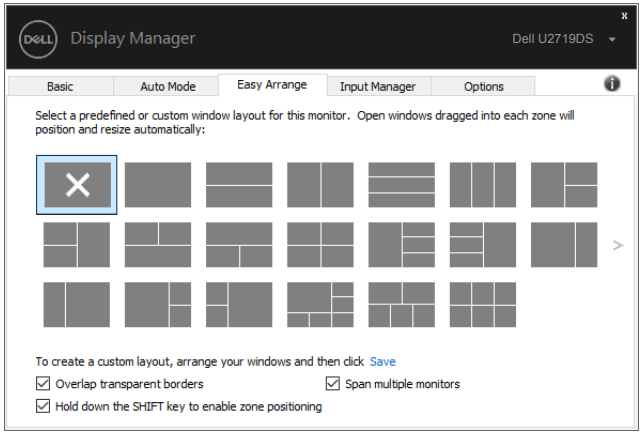 x
DELL Display Manager
Dell U2719DS
Basic Auto Mode Easy Arrange Input Manager Options
Select a predefined or custom window layout for this monitor. Open windows dragged into each zone will
position and resize automatically:
To create a custom layout, arrange your windows and then click Save
Overlap transparent borders Span multiple monitors
Hold down the SHIFT key to enable zone positioning